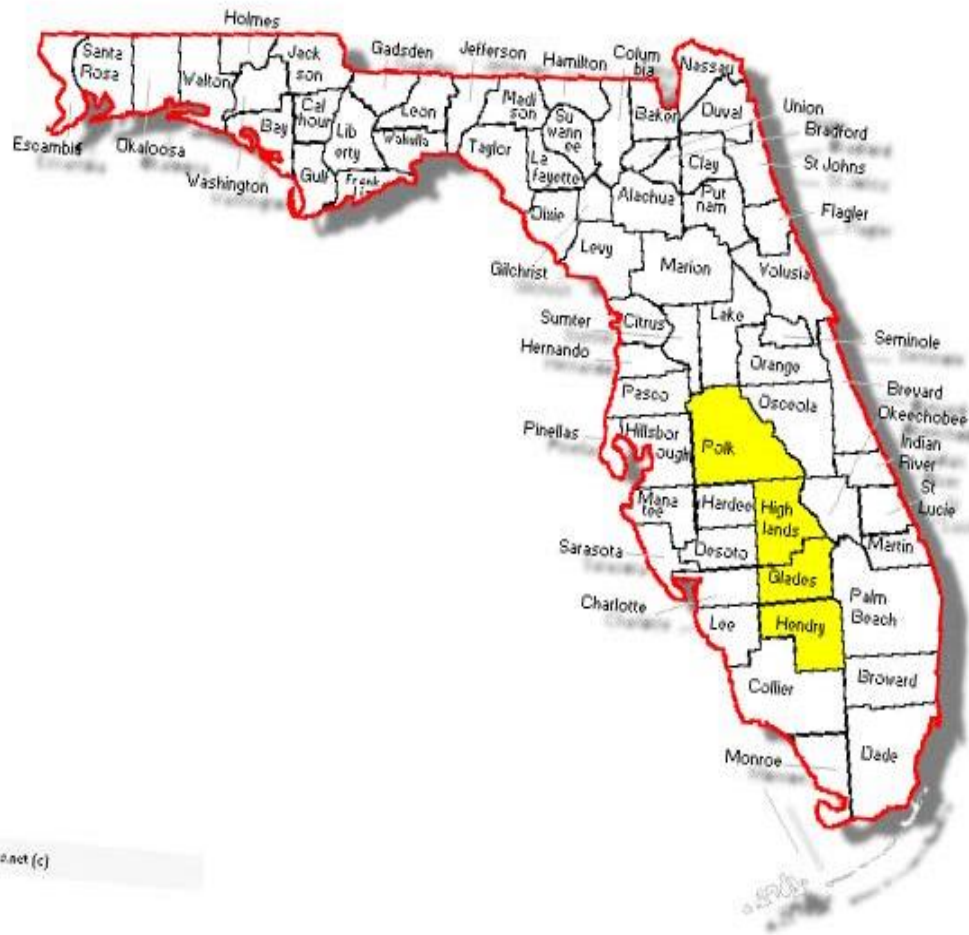 Holmes
Santa
Rosa
Jack
son
Gadsden
Jefferson
Hamilton
Colum
bia
Nassau
Walton
Cal
houn
Leon
Madi
son
Su
wann
ee
Baker
Duval
Union
Bradford
Escambia
Okaloosa
Bay
Lib
erty
Wakulla
Taylor
La
fayette
Clay
St Johns
Washington
Gulf
Frank
lin
Alachua
Put
nam
Dixie
Flagler
Levy
Gilchrist
Marion
Volusia
Lake
Sumter
Citrus
Seminole
Hernando
Orange
Pasco
Osceola
Brevard
Okeechobee
Pinellas
Hillsbor
ough
Polk
Indian
River
St
Lucie
Mana
tee
Hardee
High
lands
Sarasota
Desoto
Martin
Glades
Charlotte
Palm
Beach
Lee
Hendry
Collier
Broward
Monroe
Dade
.net (c)